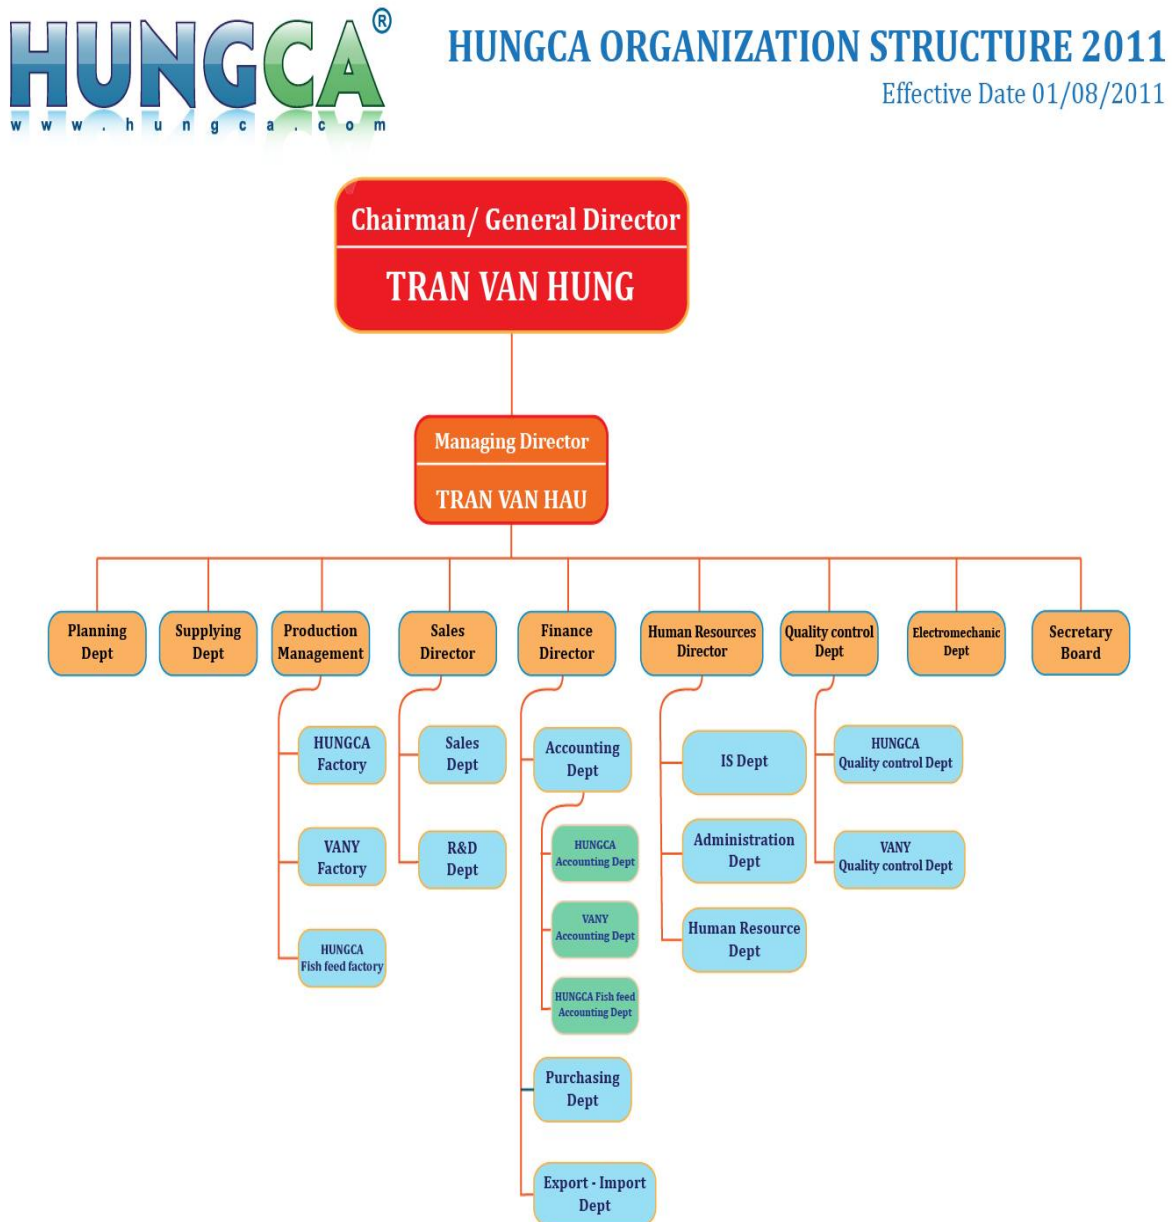 HUNGCA®
www.hungca.com
HUNGCA ORGANIZATION STRUCTURE 2011
Effective Date 01/08/2011
Chairman/ General Director
TRAN VAN HUNG
Managing Director
TRAN VAN HAU
Planning
Dept
Supplying
Dept
Production
Management
Sales
Director
Finance
Director
Human Resources
Director
Quality control
Dept
Electromechanic
Dept
Secretary
Board
HUNGCA
Factory
VANY
Factory
HUNGCA
Fish feed factory
Sales
Dept
R&D
Dept
Accounting
Dept
HUNGCA
Accounting Dept
VANY
Accounting Dept
HUNGCA Fish feed
Accounting Dept
Purchasing
Dept
Export - Import
Dept
IS Dept
Administration
Dept
Human Resource
Dept
HUNGCA
Quality control Dept
VANY
Quality control Dept